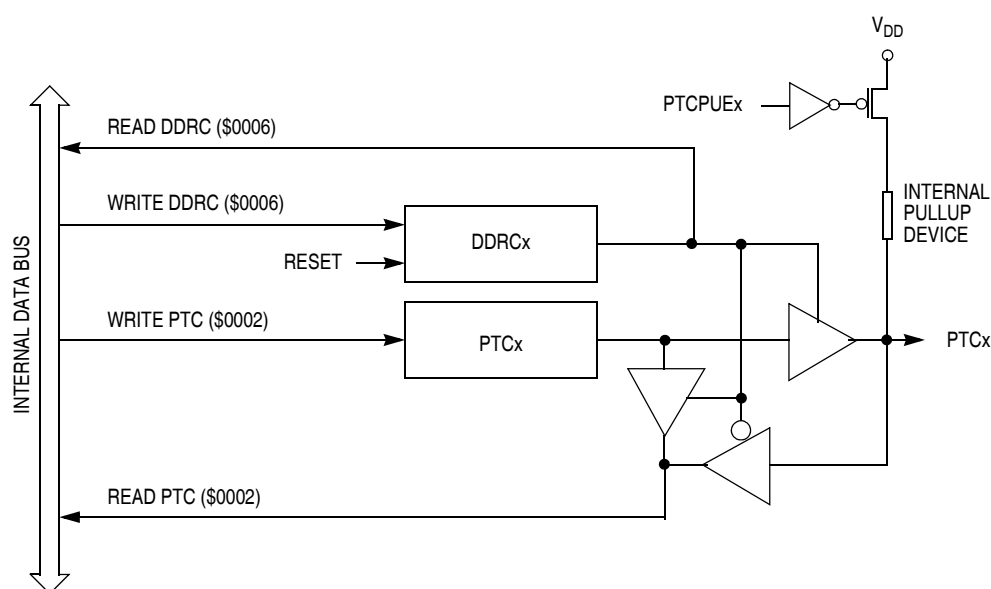 VDD
PTCPUEx
READ DDRC ($0006)
WRITE DDRC ($0006)
INTERNAL
PULLUP
DEVICE
DDRCx
RESET
WRITE PTC ($0002)
PTCx
PTCx
READ PTC ($0002)
INTERNAL DATA BUS